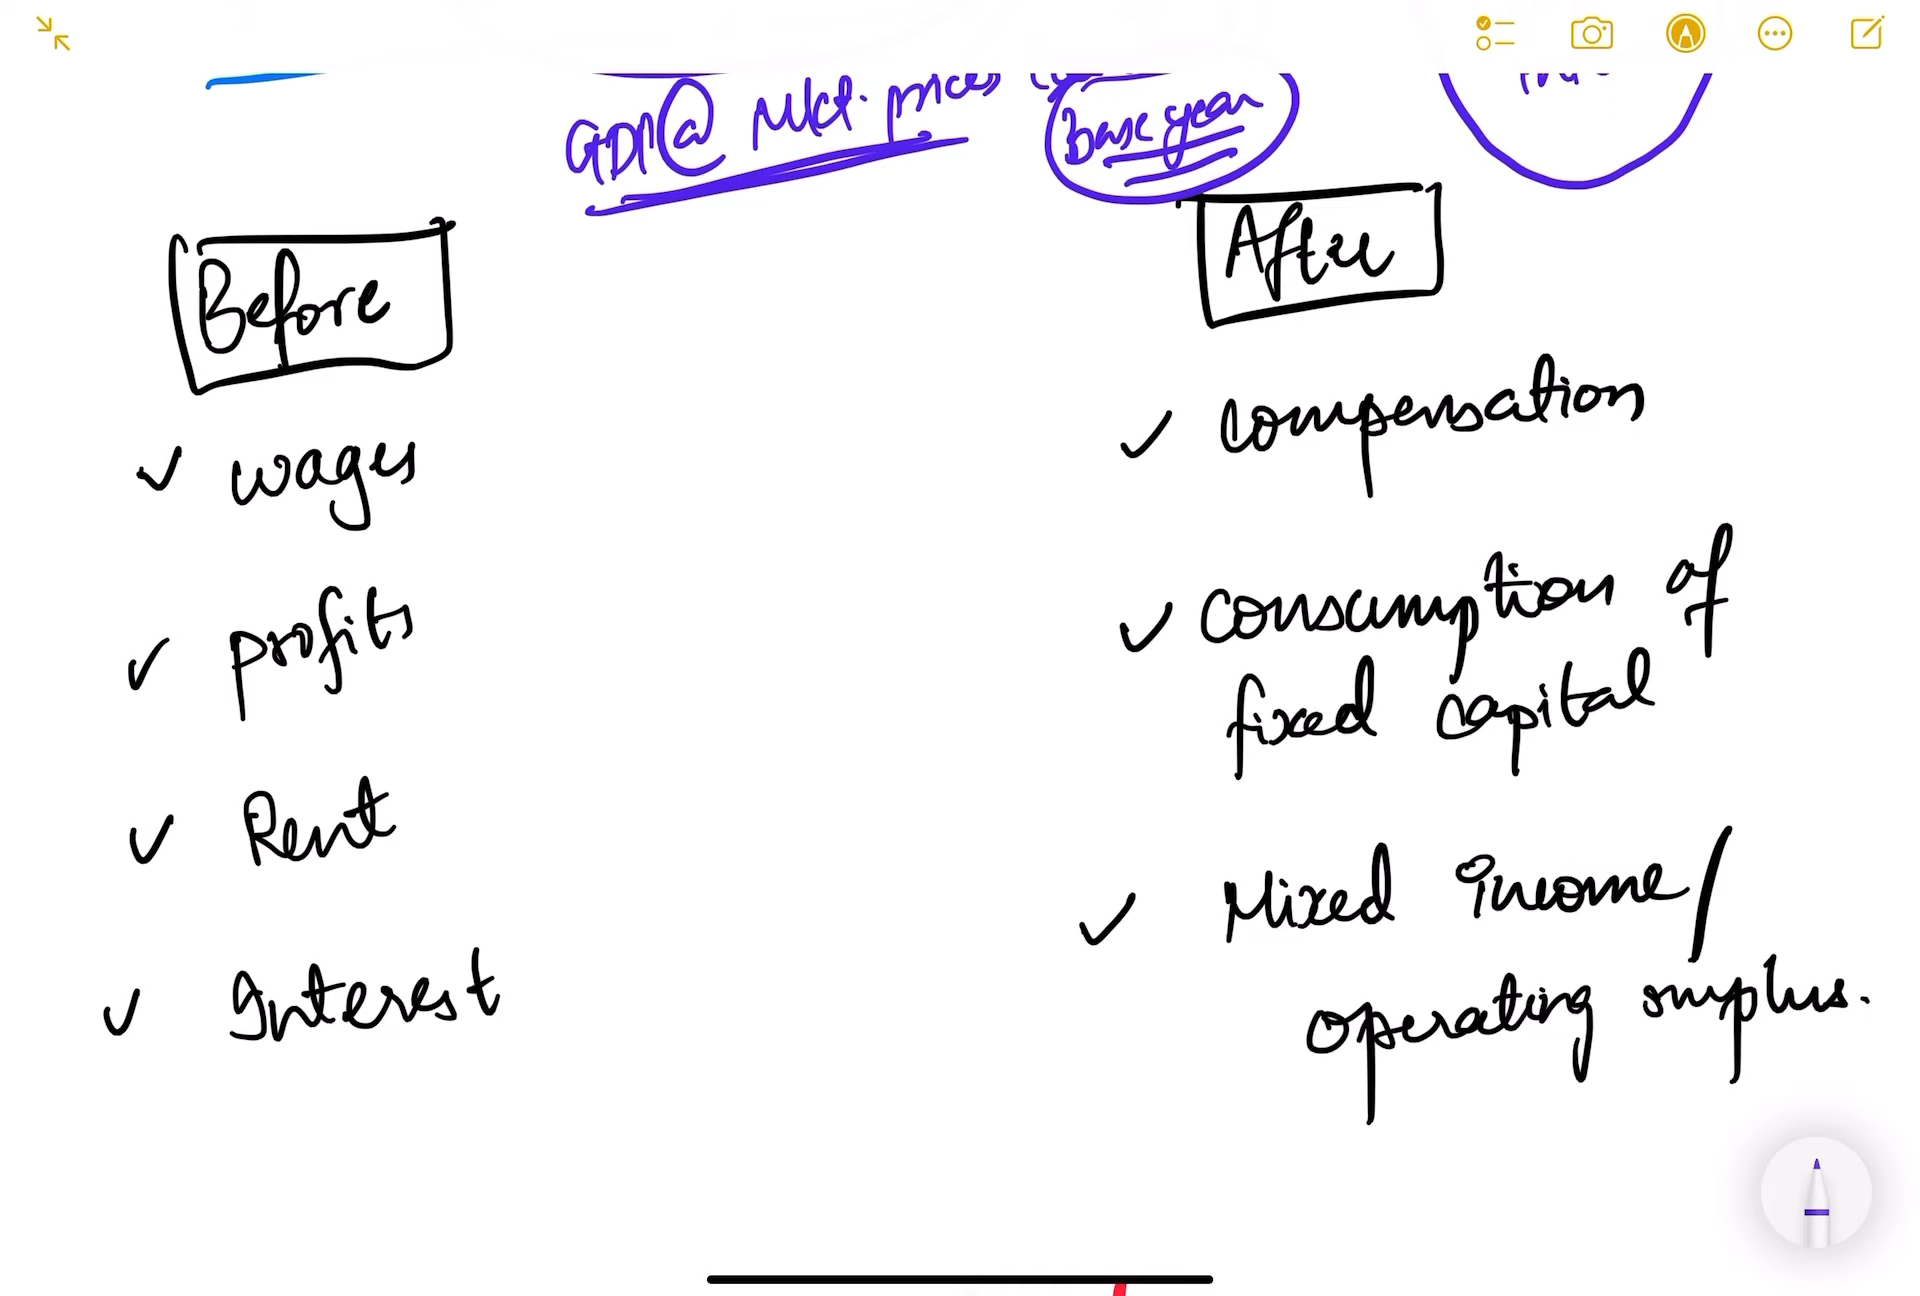 GDP@ Mkt. prices
Base year
Before
After
wages
compensation
profits
consumption of
fixed capital
Rent
Mixed income/
operating surplus.
Interest